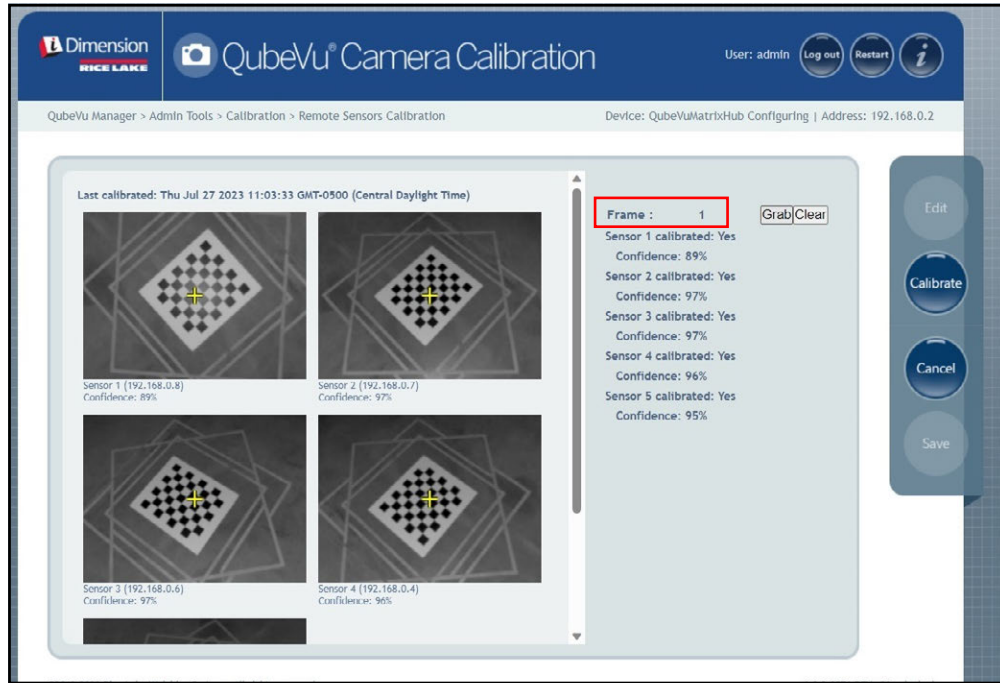 iDimension
RICE LAKE
QubeVu® Camera Calibration
User: admin
Log out
Restart
i
QubeVu Manager > Admin Tools > Calibration > Remote Sensors Calibration
Device: QubeVuMatrixHub Configuring | Address: 192.168.0.2
Last calibrated: Thu Jul 27 2023 11:03:33 GMT-0500 (Central Daylight Time)
Sensor 1 (192.168.0.8)
Confidence: 89%
Sensor 2 (192.168.0.7)
Confidence: 97%
Sensor 3 (192.168.0.6)
Confidence: 97%
Sensor 4 (192.168.0.4)
Confidence: 96%
Frame : 1
Grab Clear
Sensor 1 calibrated: Yes
Confidence: 89%
Sensor 2 calibrated: Yes
Confidence: 97%
Sensor 3 calibrated: Yes
Confidence: 97%
Sensor 4 calibrated: Yes
Confidence: 96%
Sensor 5 calibrated: Yes
Confidence: 95%
Edit
Calibrate
Cancel
Save